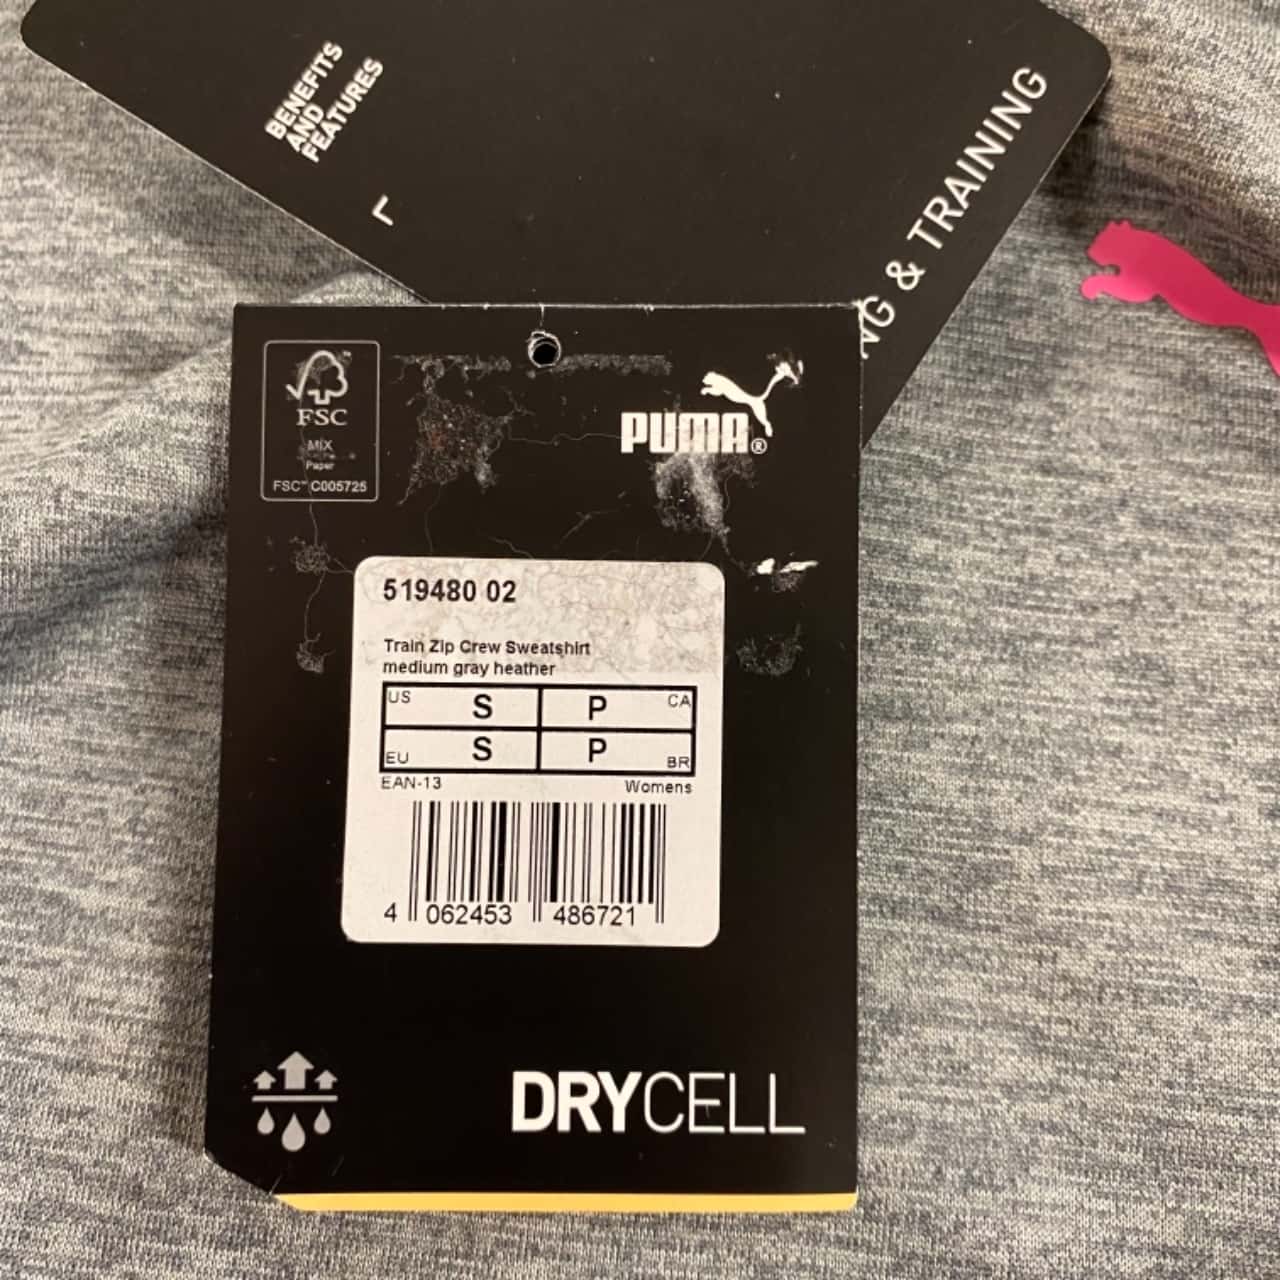 BENEFITS
AND
FEATURES
NG & TRAINING
FSC
MIX
Paper
FSC™ C005725
PUMA®
519480 02
Train Zip Crew Sweatshirt
medium gray heather
US S P CA
EU S P BR
EAN-13 Womens
4 062453 486721
DRYCELL